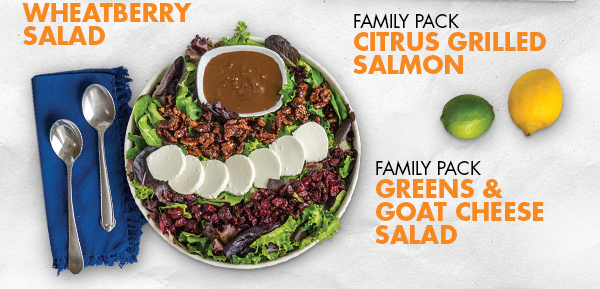 WHEATBERRY
SALAD
FAMILY PACK
CITRUS GRILLED
SALMON
FAMILY PACK
GREENS &
GOAT CHEESE
SALAD